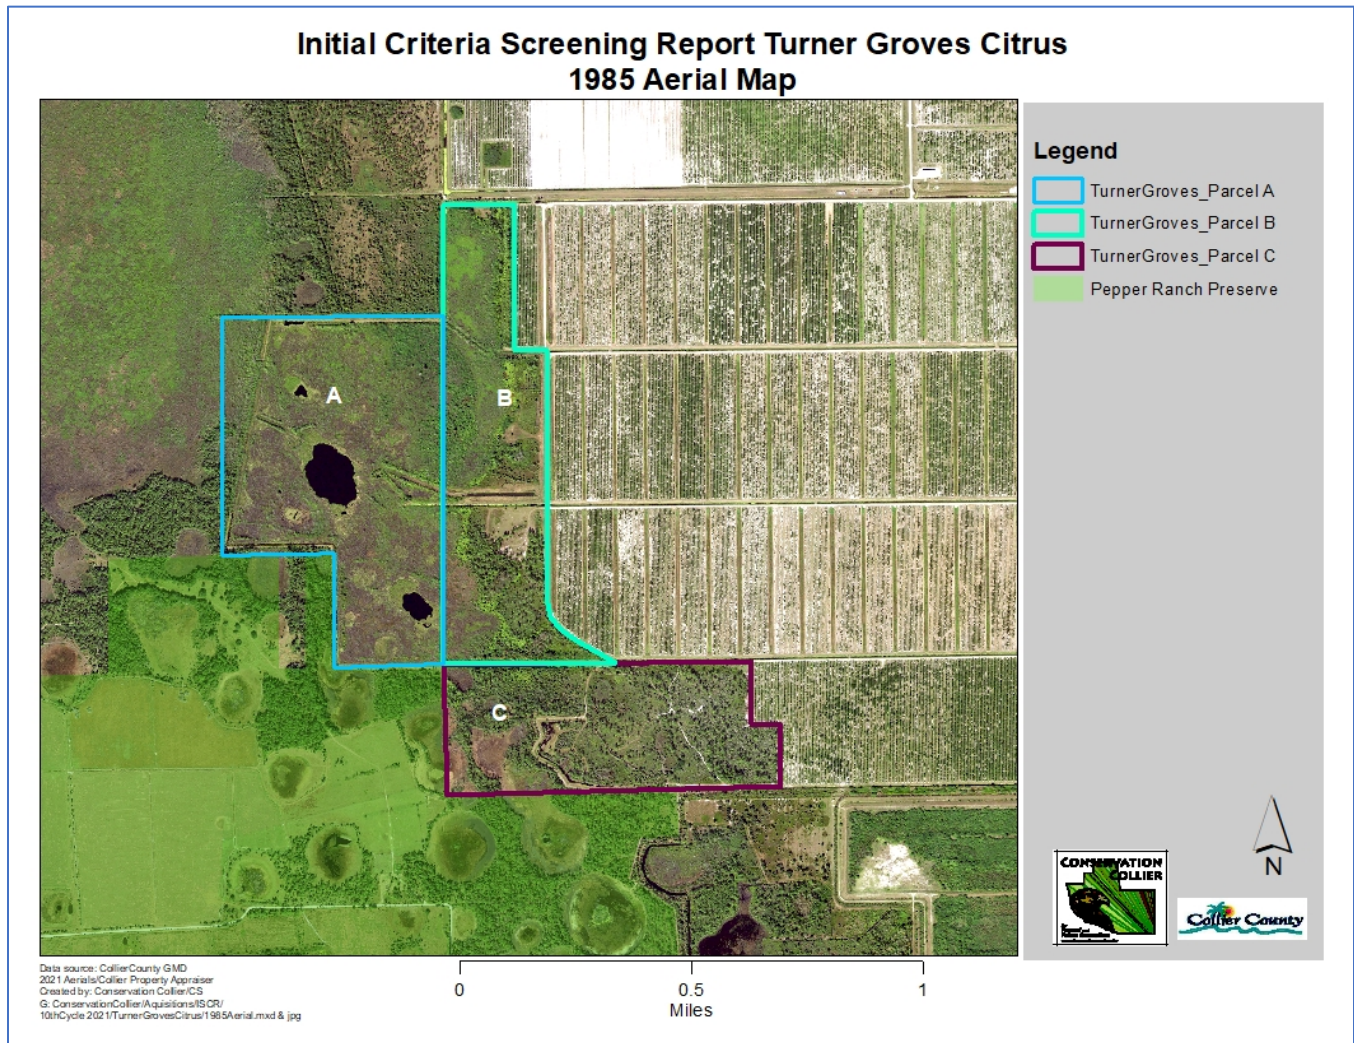 Initial Criteria Screening Report Turner Groves Citrus
1985 Aerial Map
Legend
TurnerGroves_Parcel A
TurnerGroves_Parcel B
TurnerGroves_Parcel C
Pepper Ranch Preserve
A
B
C
N
CONSERVATION
COLLIER
Collier County
Data source: CollierCounty GMD
2021 Aerials/Collier Property Appraiser
Created by: Conservation Collier/CS
G: ConservationCollier/Aquisitions/ISCR/
10thCycle 2021/TurnerGrovesCitrus/1985Aerial.mxd & jpg
0 0.5 1
Miles